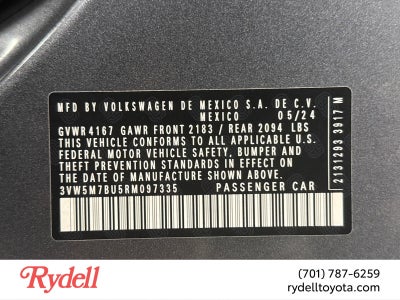 MFD BY VOLKSWAGEN DE MEXICO S.A. DE C.V.
MEXICO 05/24
GVWR 4167 GAWR FRONT 2183 / REAR 2094 LBS
THIS VEHICLE CONFORMS TO ALL APPLICABLE U.S.
FEDERAL MOTOR VEHICLE SAFETY, BUMPER AND
THEFT PREVENTION STANDARDS IN EFFECT ON THE
DATE OF MANUFACTURE SHOWN ABOVE.
3VW5M7BU5RM097335 PASSENGER CAR
2191293 3917 M
Rydell
(701) 787-6259
rydelltoyota.com